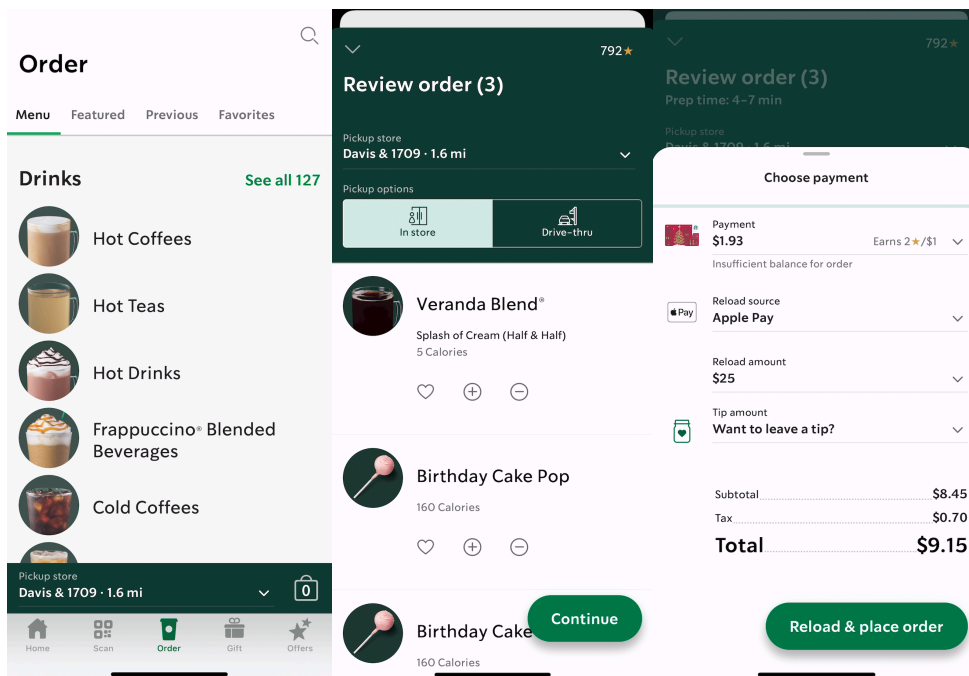 Order
Menu Featured Previous Favorites
Drinks See all 127
Hot Coffees
Hot Teas
Hot Drinks
Frappuccino® Blended
Beverages
Cold Coffees
Pickup store
Davis & 1709 · 1.6 mi
0
Home Scan Order Gift Offers
792★
Review order (3)
Pickup store
Davis & 1709 · 1.6 mi
Pickup options
In store Drive-thru
Veranda Blend®
Splash of Cream (Half & Half)
5 Calories
Birthday Cake Pop
160 Calories
Birthday Cake
160 Calories
Continue
792★
Review order (3)
Prep time: 4–7 min
Pickup store
Davis & 1709 · 1.6 mi
Choose payment
Payment
$1.93 Earns 2★/$1
Insufficient balance for order
Reload source
Pay Apple Pay
Reload amount
$25
Tip amount
Want to leave a tip?
Subtotal $8.45
Tax $0.70
Total $9.15
Reload & place order